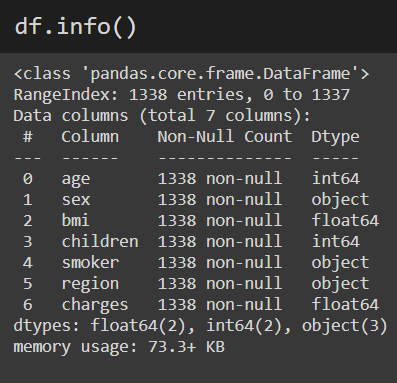 df.info()
<class 'pandas.core.frame.DataFrame'>
RangeIndex: 1338 entries, 0 to 1337
Data columns (total 7 columns):
 #   Column    Non-Null Count  Dtype
---  ------    --------------  -----
 0   age       1338 non-null   int64
 1   sex       1338 non-null   object
 2   bmi       1338 non-null   float64
 3   children  1338 non-null   int64
 4   smoker    1338 non-null   object
 5   region    1338 non-null   object
 6   charges   1338 non-null   float64
dtypes: float64(2), int64(2), object(3)
memory usage: 73.3+ KB